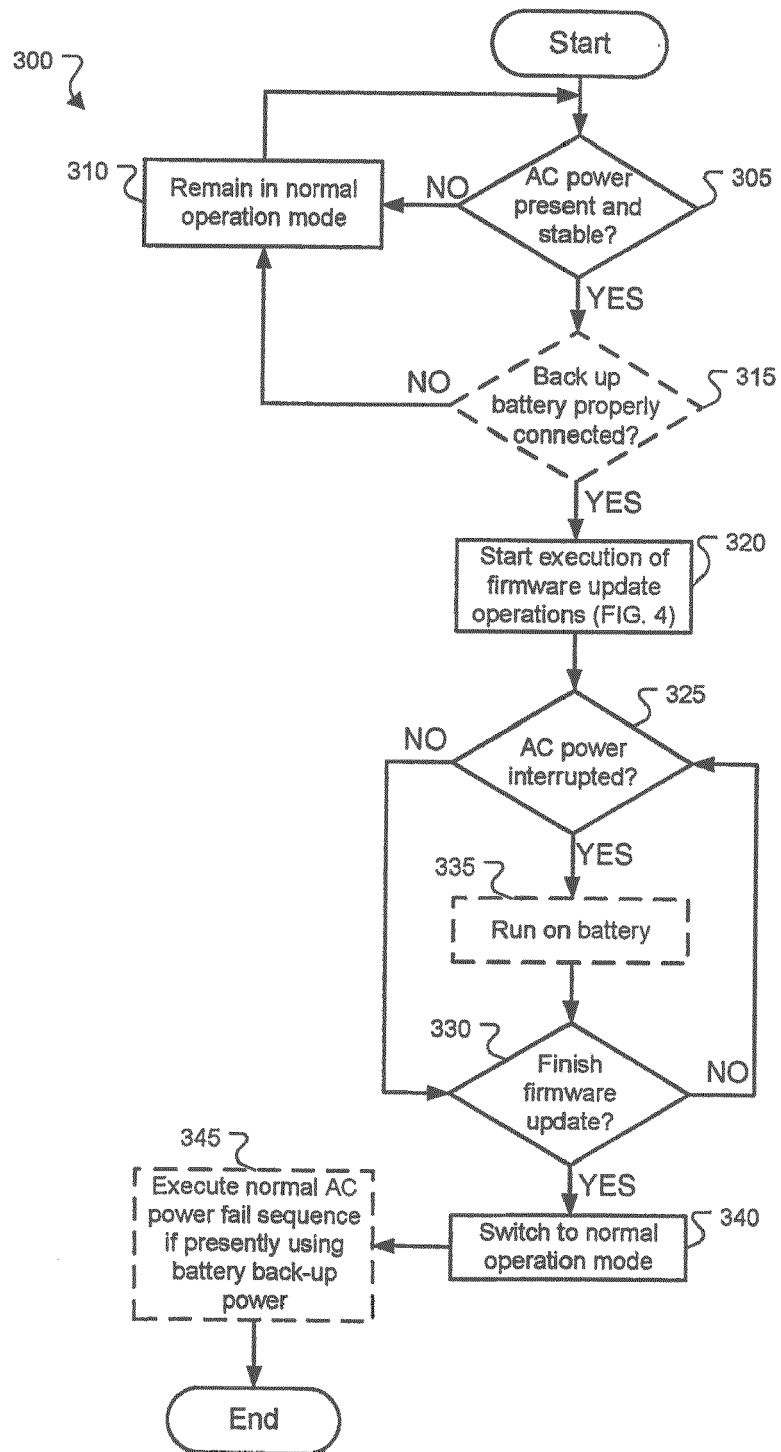 Start
300
310
Remain in normal
operation mode
NO
AC power
present and
stable?
305
YES
NO
Back up
battery properly
connected?
315
YES
Start execution of
firmware update
operations (FIG. 4)
320
325
NO
AC power
interrupted?
YES
335
Run on battery
330
Finish
firmware
update?
NO
YES
345
Execute normal AC
power fail sequence
if presently using
battery back-up
power
Switch to normal
operation mode
340
End